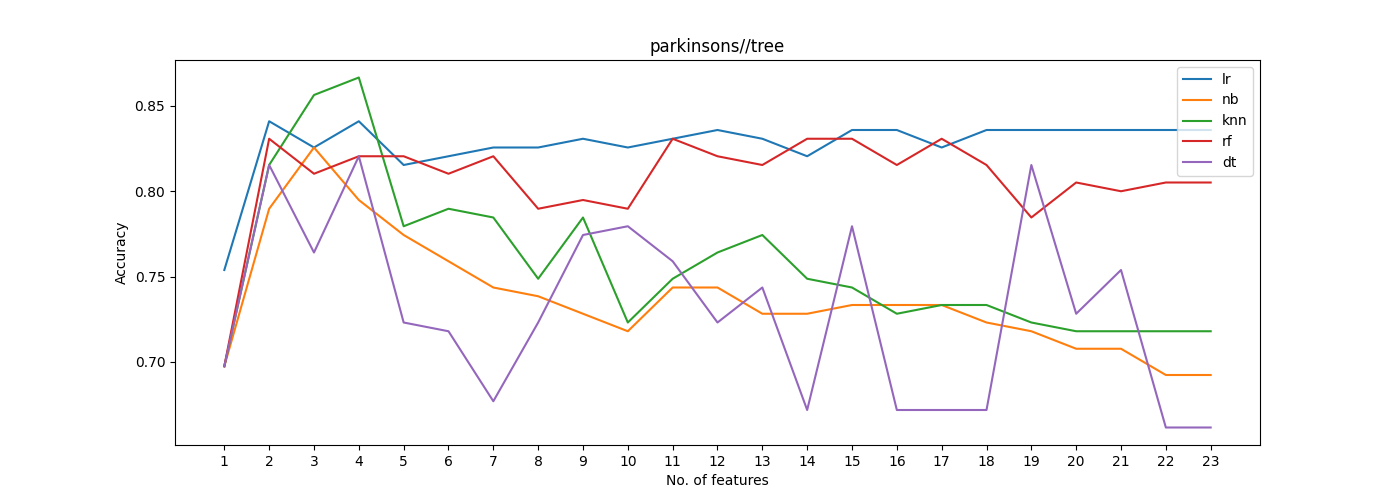 parkinsons//tree
lr
nb
knn
rf
dt
Accuracy
0.85
0.80
0.75
0.70
1 2 3 4 5 6 7 8 9 10 11 12 13 14 15 16 17 18 19 20 21 22 23
No. of features